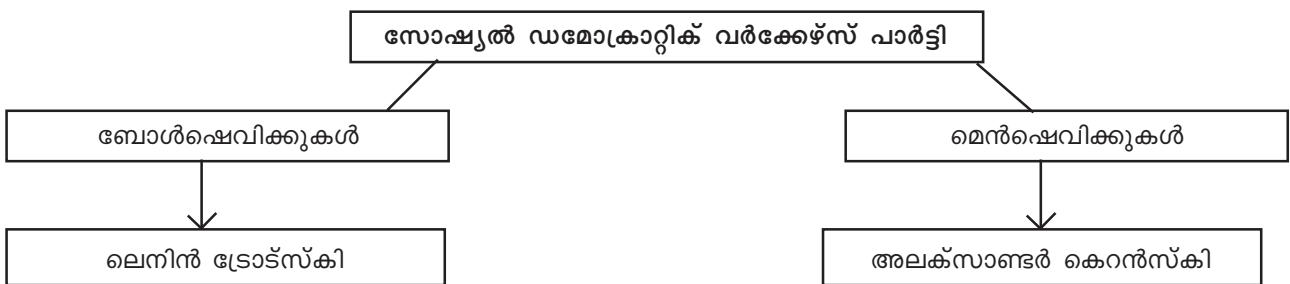 സോഷ്യൽ ഡമോക്രാറ്റിക് വർക്കേഴ്സ് പാർട്ടി
ബോൾഷെവിക്കുകൾ
മെൻഷെവിക്കുകൾ
ലെനിൻ ട്രോട്സ്കി
അലക്സാണ്ടർ കെറൻസ്കി